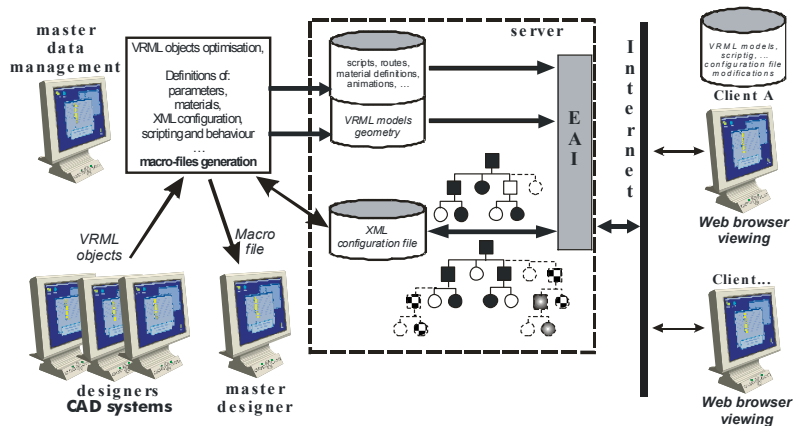 master
data
management
VRML objects optimisation,
Definitions of:
parameters,
materials,
XML configuration,
scripting and behaviour
...
macro-files generation
VRML
objects
Macro
file
designers
CAD systems
master
designer
server
scripts, routes,
material definitions,
animations, ...
VRML models
geometry
XML
configuration file
EAI
Internet
VRML models,
scriptig, ...
configuration file
modifications
Client A
Web browser
viewing
Client...
Web browser
viewing